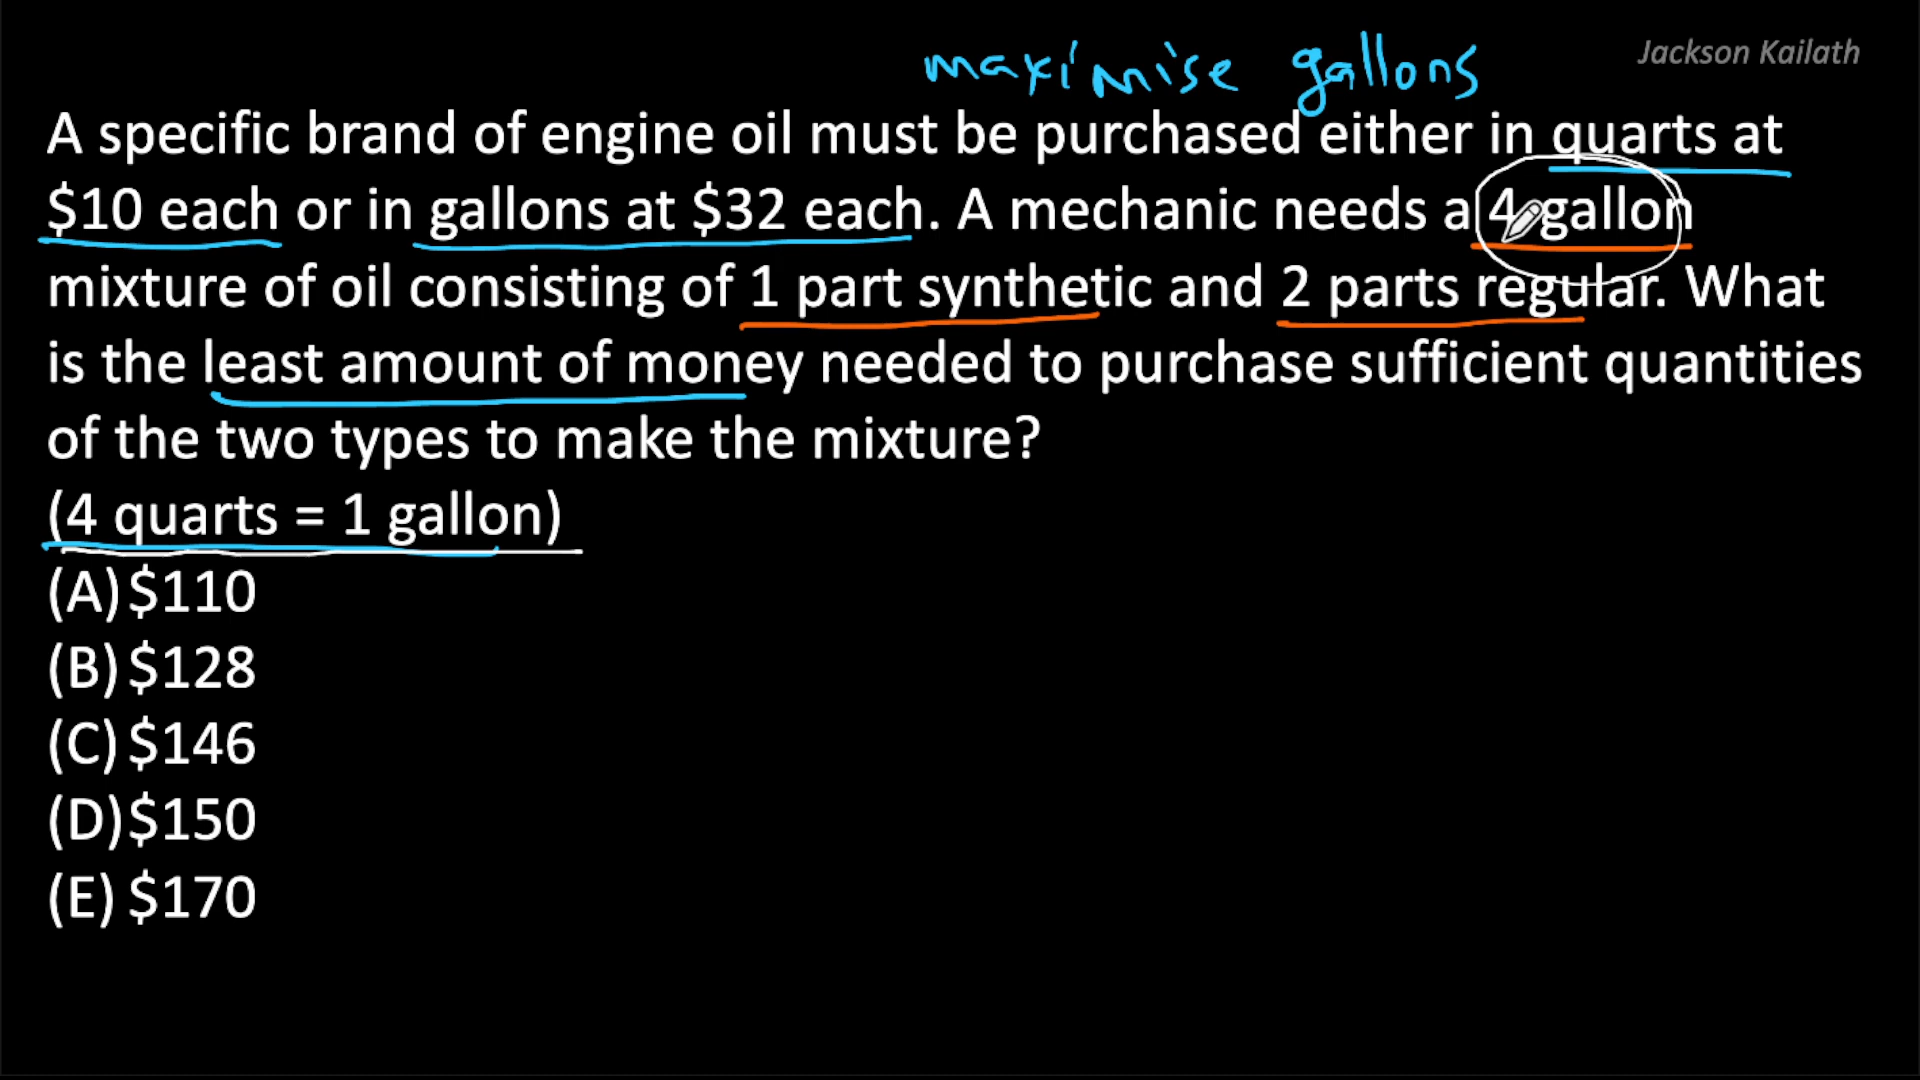 maximise gallons
Jackson Kailath
A specific brand of engine oil must be purchased either in quarts at
$10 each or in gallons at $32 each. A mechanic needs a 4 gallon
mixture of oil consisting of 1 part synthetic and 2 parts regular. What
is the least amount of money needed to purchase sufficient quantities
of the two types to make the mixture?
(4 quarts = 1 gallon)
(A) $110
(B) $128
(C) $146
(D) $150
(E) $170